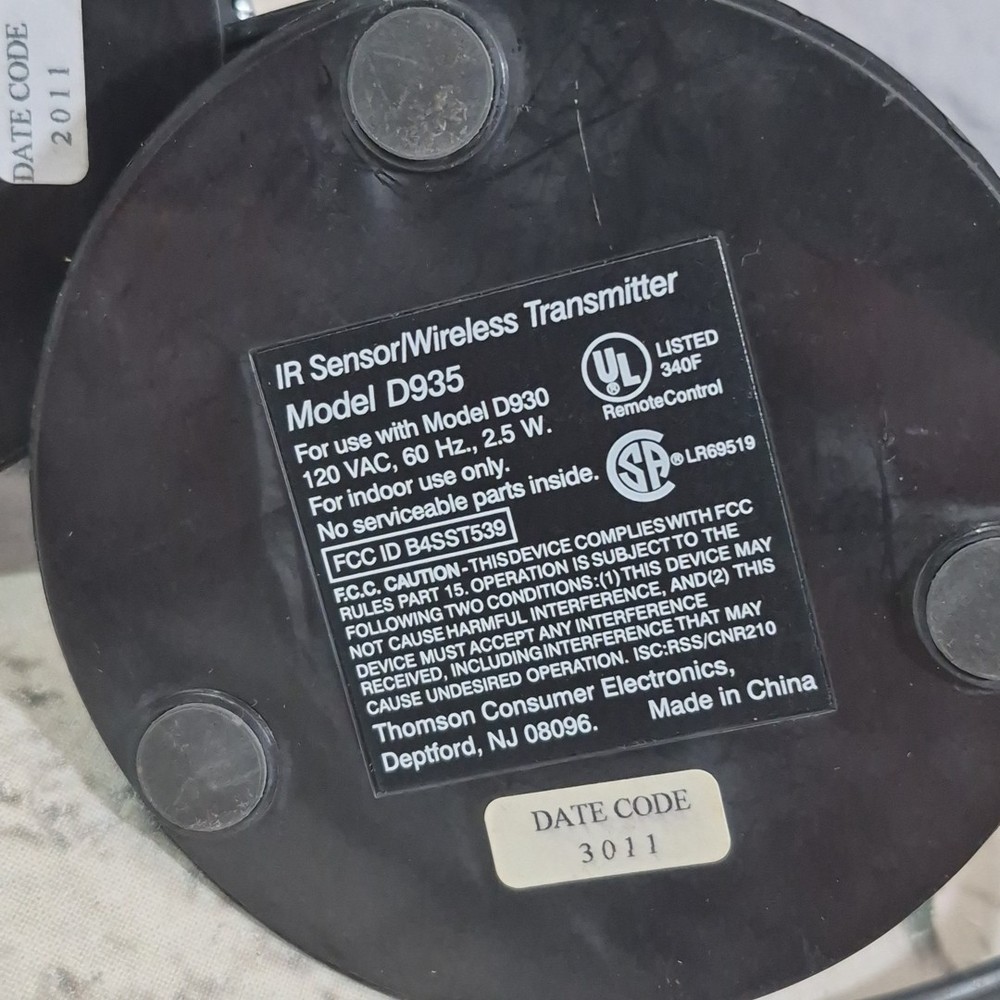 DATE CODE
2011
IR Sensor/Wireless Transmitter
Model D935
For use with Model D930
120 VAC, 60 Hz., 2.5 W.
For indoor use only.
No serviceable parts inside.
UL
®
LISTED
340F
RemoteControl
SA ® LR69519
FCC ID B4SST539
F.C.C. CAUTION - THIS DEVICE COMPLIES WITH FCC
RULES PART 15. OPERATION IS SUBJECT TO THE
FOLLOWING TWO CONDITIONS :(1) THIS DEVICE MAY
NOT CAUSE HARMFUL INTERFERENCE, AND(2) THIS
DEVICE MUST ACCEPT ANY INTERFERENCE
RECEIVED, INCLUDING INTERFERENCE THAT MAY
CAUSE UNDESIRED OPERATION. ISC:RSS/CNR210
Thomson Consumer Electronics,
Deptford, NJ 08096. Made in China
DATE CODE
3011